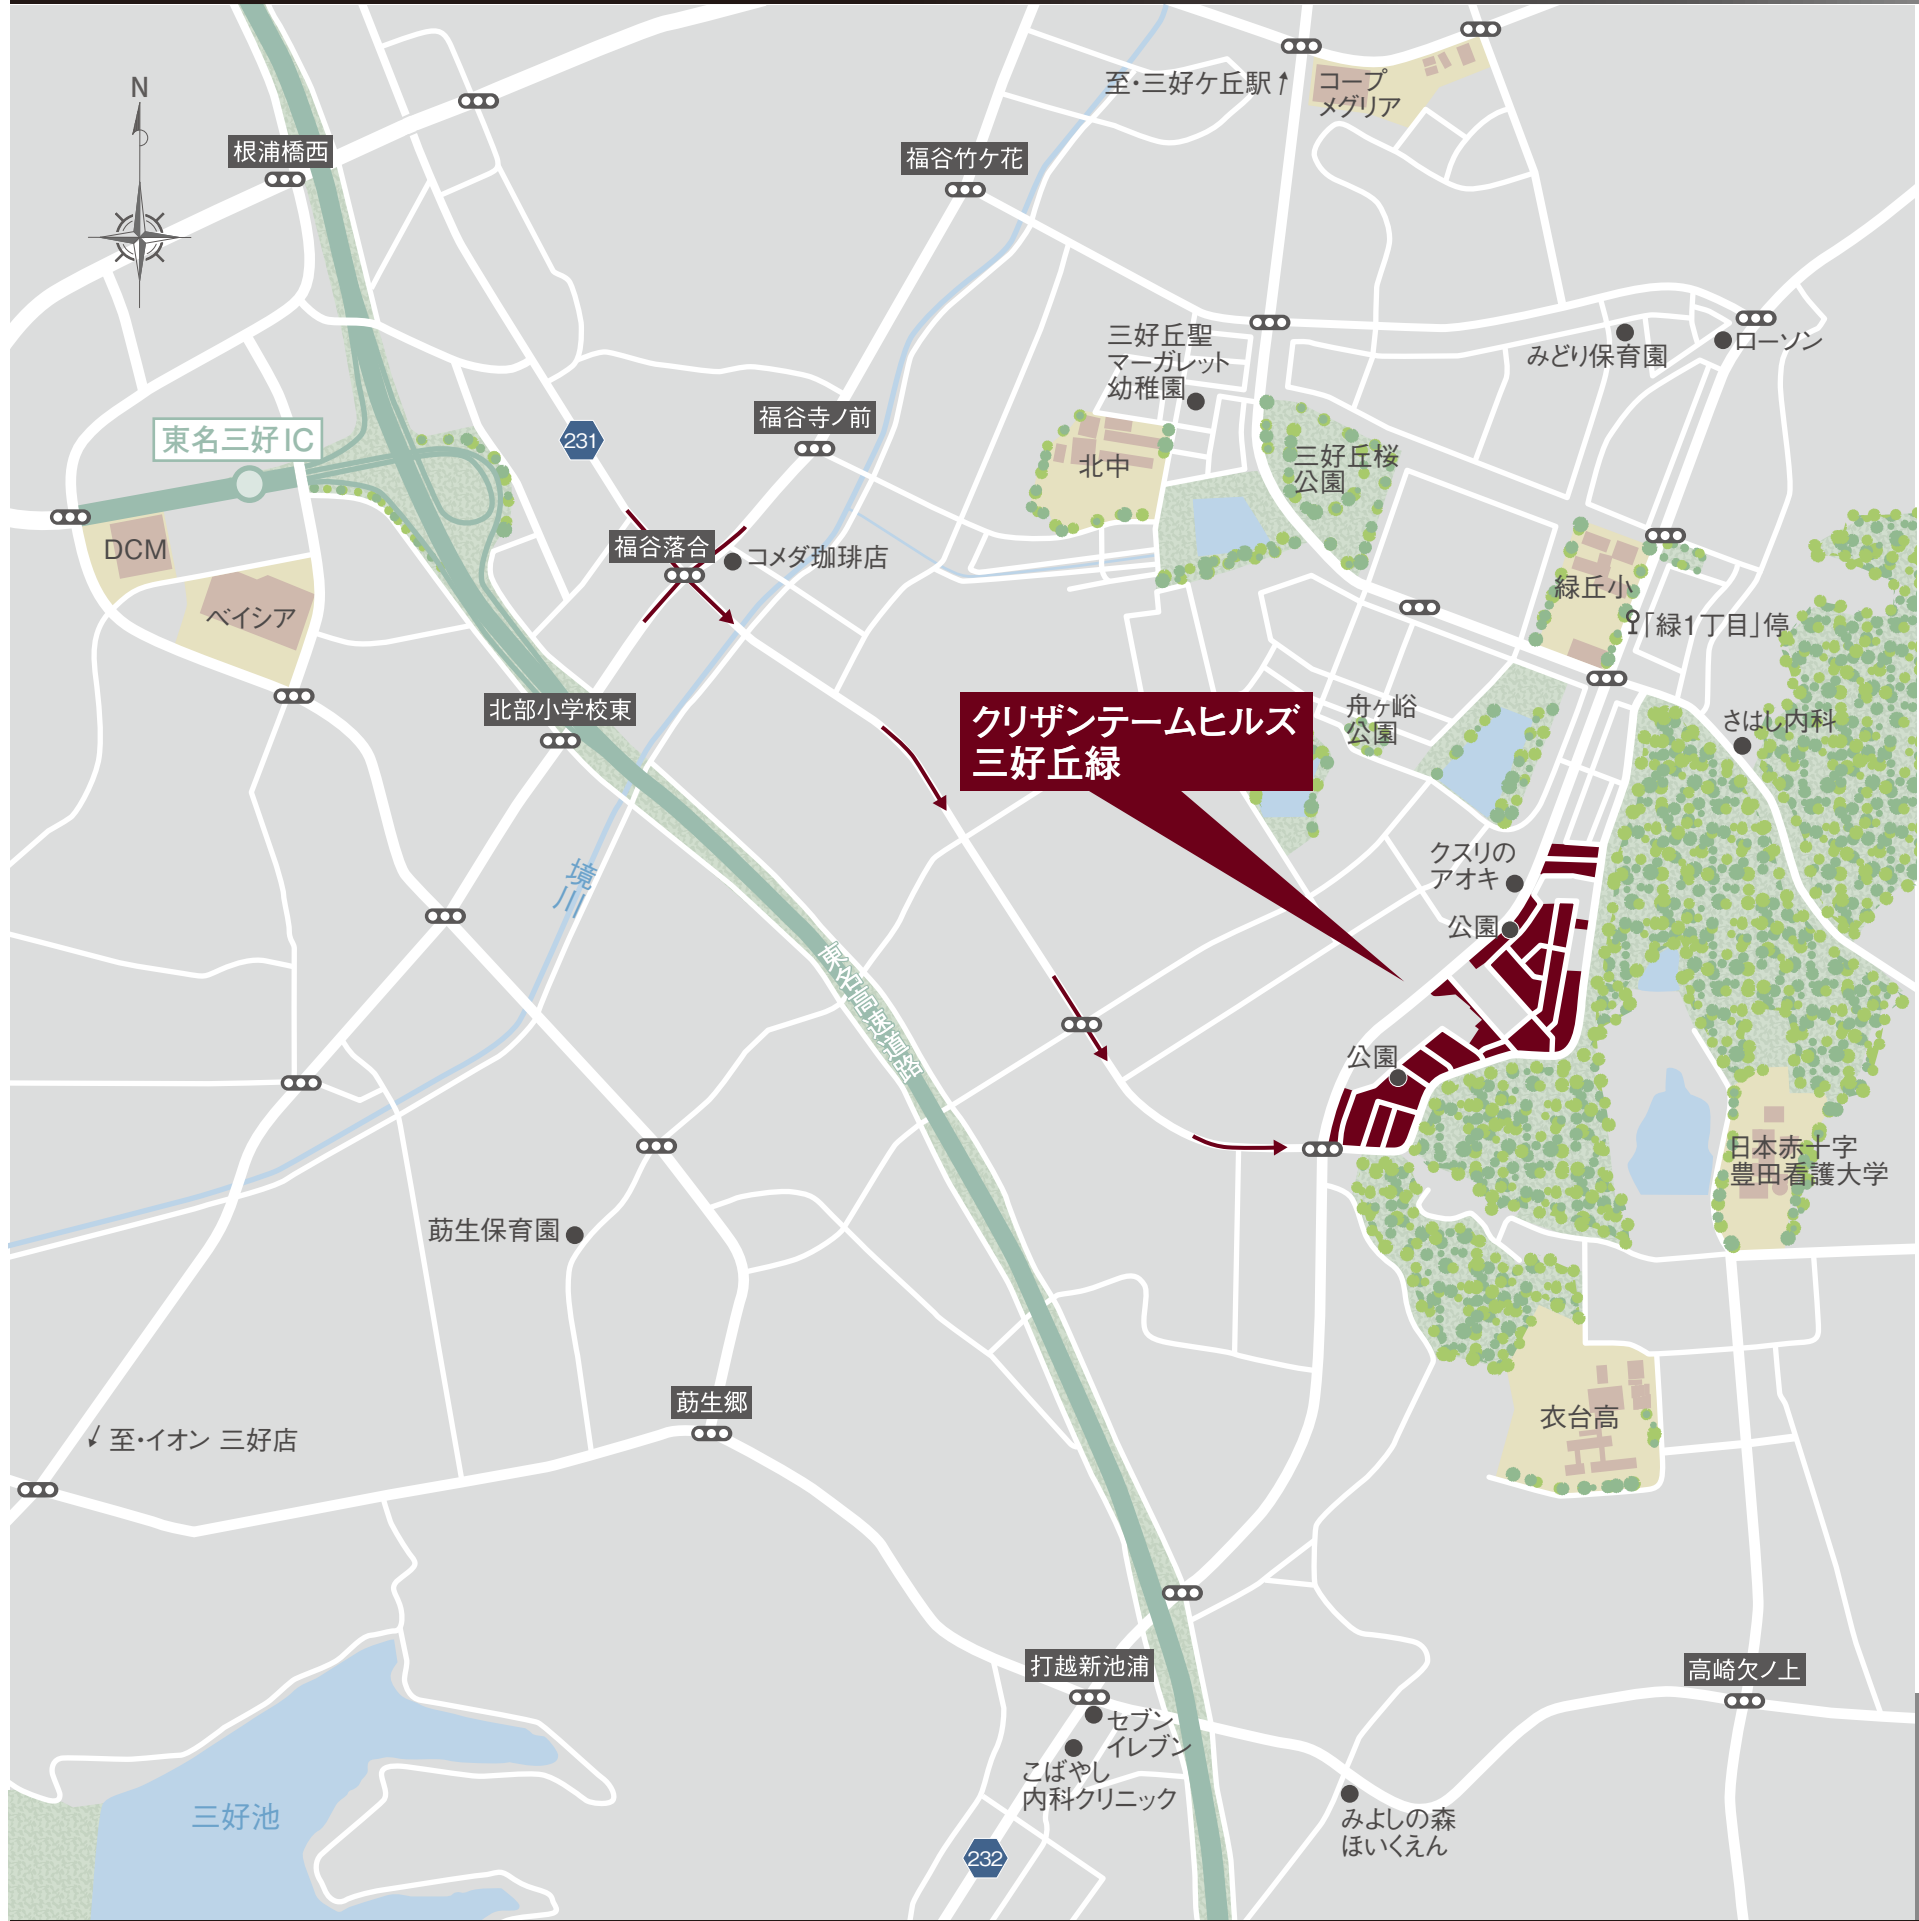 N
根浦橋西
福谷竹ケ花
至・三好ケ丘駅↑
コープ
メグリア
三好丘聖
マーガレット
幼稚園
みどり保育園
ローソン
東名三好IC
231
福谷寺ノ前
北中
三好丘桜
公園
DCM
ベイシア
福谷落合
コメダ珈琲店
緑丘小
「緑1丁目」停
北部小学校東
クリザンテームヒルズ
三好丘緑
舟ヶ峪
公園
さはし内科
境川
クスリの
アオキ
公園
東名高速道路
公園
日本赤十字
豊田看護大学
莇生保育園
莇生郷
衣台高
至・イオン 三好店
打越新池浦
高崎欠ノ上
セブン
イレブン
こばやし
内科クリニック
三好池
みよしの森
ほいくえん
232